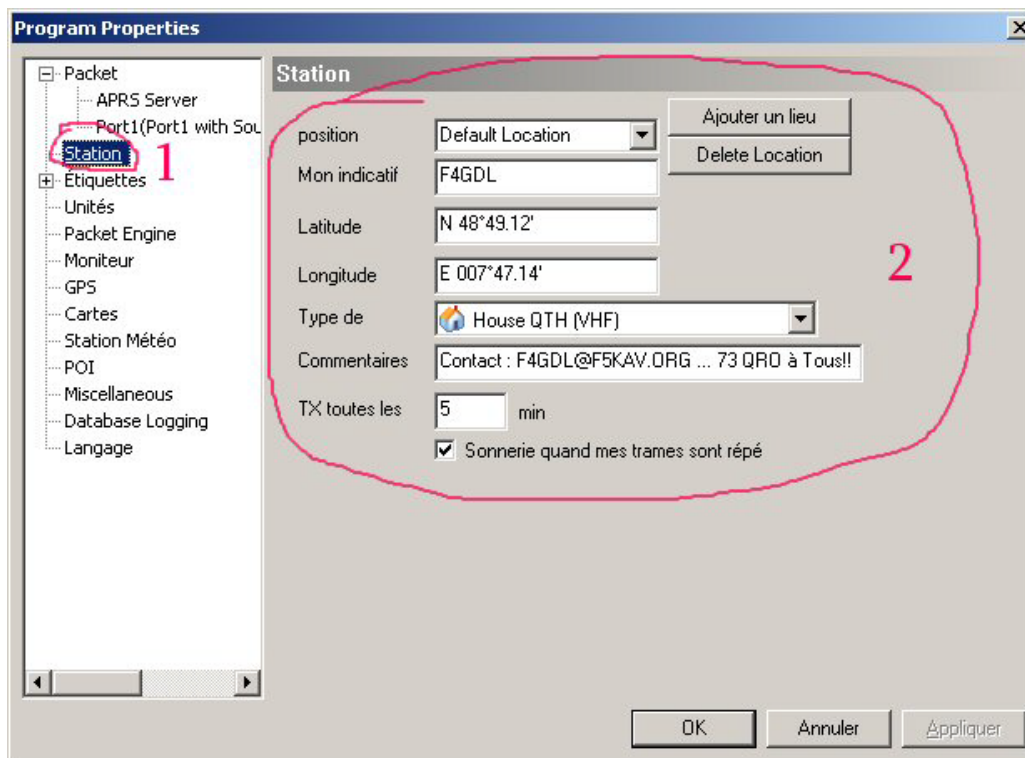 Program Properties
Packet
APRS Server
Port1(Port1 with Sou
Station
1
Etiquettes
Unités
Packet Engine
Moniteur
GPS
Cartes
Station Météo
POI
Miscellaneous
Database Logging
Langage
Station
position
Default Location
Ajouter un lieu
Delete Location
Mon indicatif
F4GDL
Latitude
N 48°49.12'
Longitude
E 007°47.14'
2
Type de
House QTH (VHF)
Commentaires
Contact : F4GDL@F5KAV.ORG ... 73 QRO à Tous!!
TX toutes les
5
min
Sonnerie quand mes trames sont répé
OK
Annuler
Appliquer